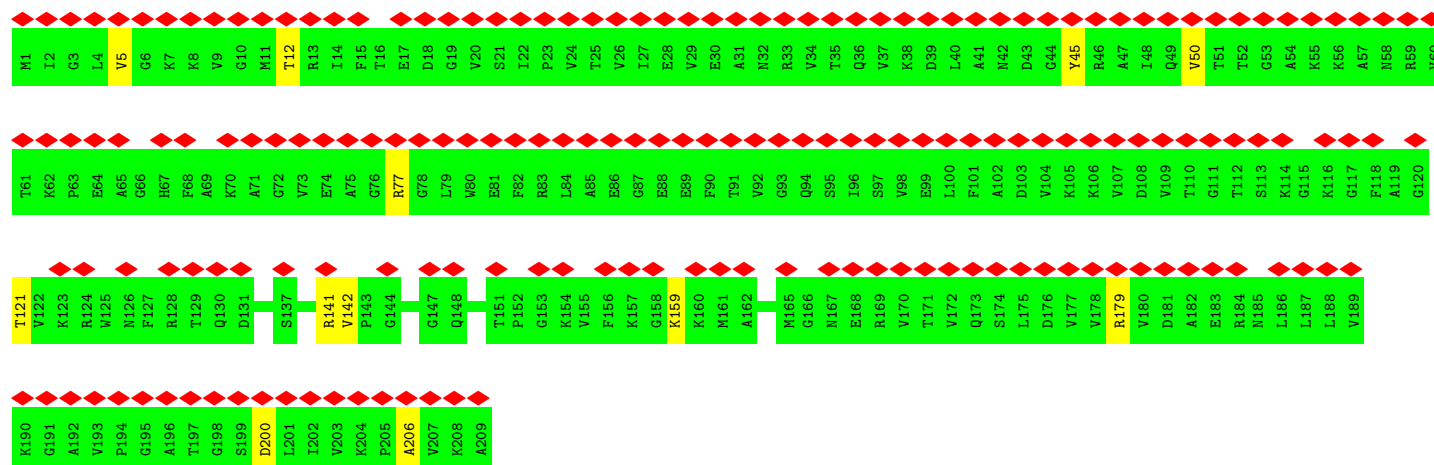 M1 I2 G3 L4 V5 G6 K7 K8 V9 G10 M11 T12 R13 I14 F15 T16 E17 D18 G19 V20 S21 I22 P23 V24 T25 V26 I27 E28 V29 E30 A31 N32 R33 V34 T35 Q36 V37 K38 D39 L40 A41 N42 D43 G44 Y45 R46 A47 I48 Q49 V50 T51 T52 G53 A54 K55 K56 A57 N58 R59 V60
T61 K62 P63 E64 A65 G66 H67 F68 A69 K70 A71 G72 V73 E74 A75 G76 R77 G78 L79 W80 E81 F82 R83 L84 A85 E86 G87 E88 E89 F90 T91 V92 G93 Q94 S95 I96 S97 V98 E99 L100 F101 A102 D103 V104 K105 K106 V107 D108 V109 T110 G111 T112 S113 K114 G115 K116 G117 F118 A119 G120
T121 V122 K123 R124 W125 N126 F127 R128 T129 Q130 D131 S137 R141 V142 P143 G144 G147 Q148 T151 P152 G153 K154 V155 F156 K157 G158 K159 K160 M161 A162 M165 G166 N167 E168 R169 V170 T171 V172 Q173 S174 L175 D176 V177 V178 R179 V180 D181 A182 E183 R184 N185 L186 L187 L188 V189
K190 G191 A192 V193 P194 G195 A196 T197 G198 S199 D200 L201 I202 V203 K204 P205 A206 V207 K208 A209